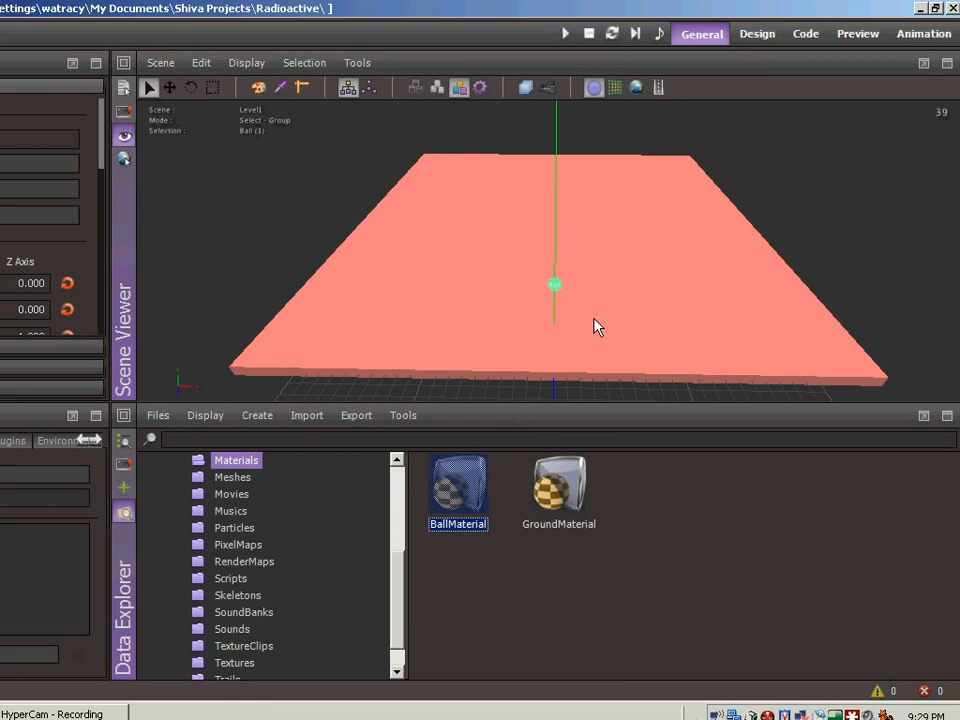 ettings\watracy\My Documents\Shiva Projects\Radioactive\ ]
General Design Code Preview Animation
Scene Edit Display Selection Tools
Scene : Level1
Mode : Select - Group
Selection : Ball (1)
39
Z Axis
0.000
0.000
Scene Viewer
Files Display Create Import Export Tools
lugins Environ
Materials
Meshes
Movies
Musics
Particles
PixelMaps
RenderMaps
Scripts
Skeletons
SoundBanks
Sounds
TextureClips
Textures
BallMaterial GroundMaterial
Data Explorer
0 0
HyperCam - Recording
9:29 PM